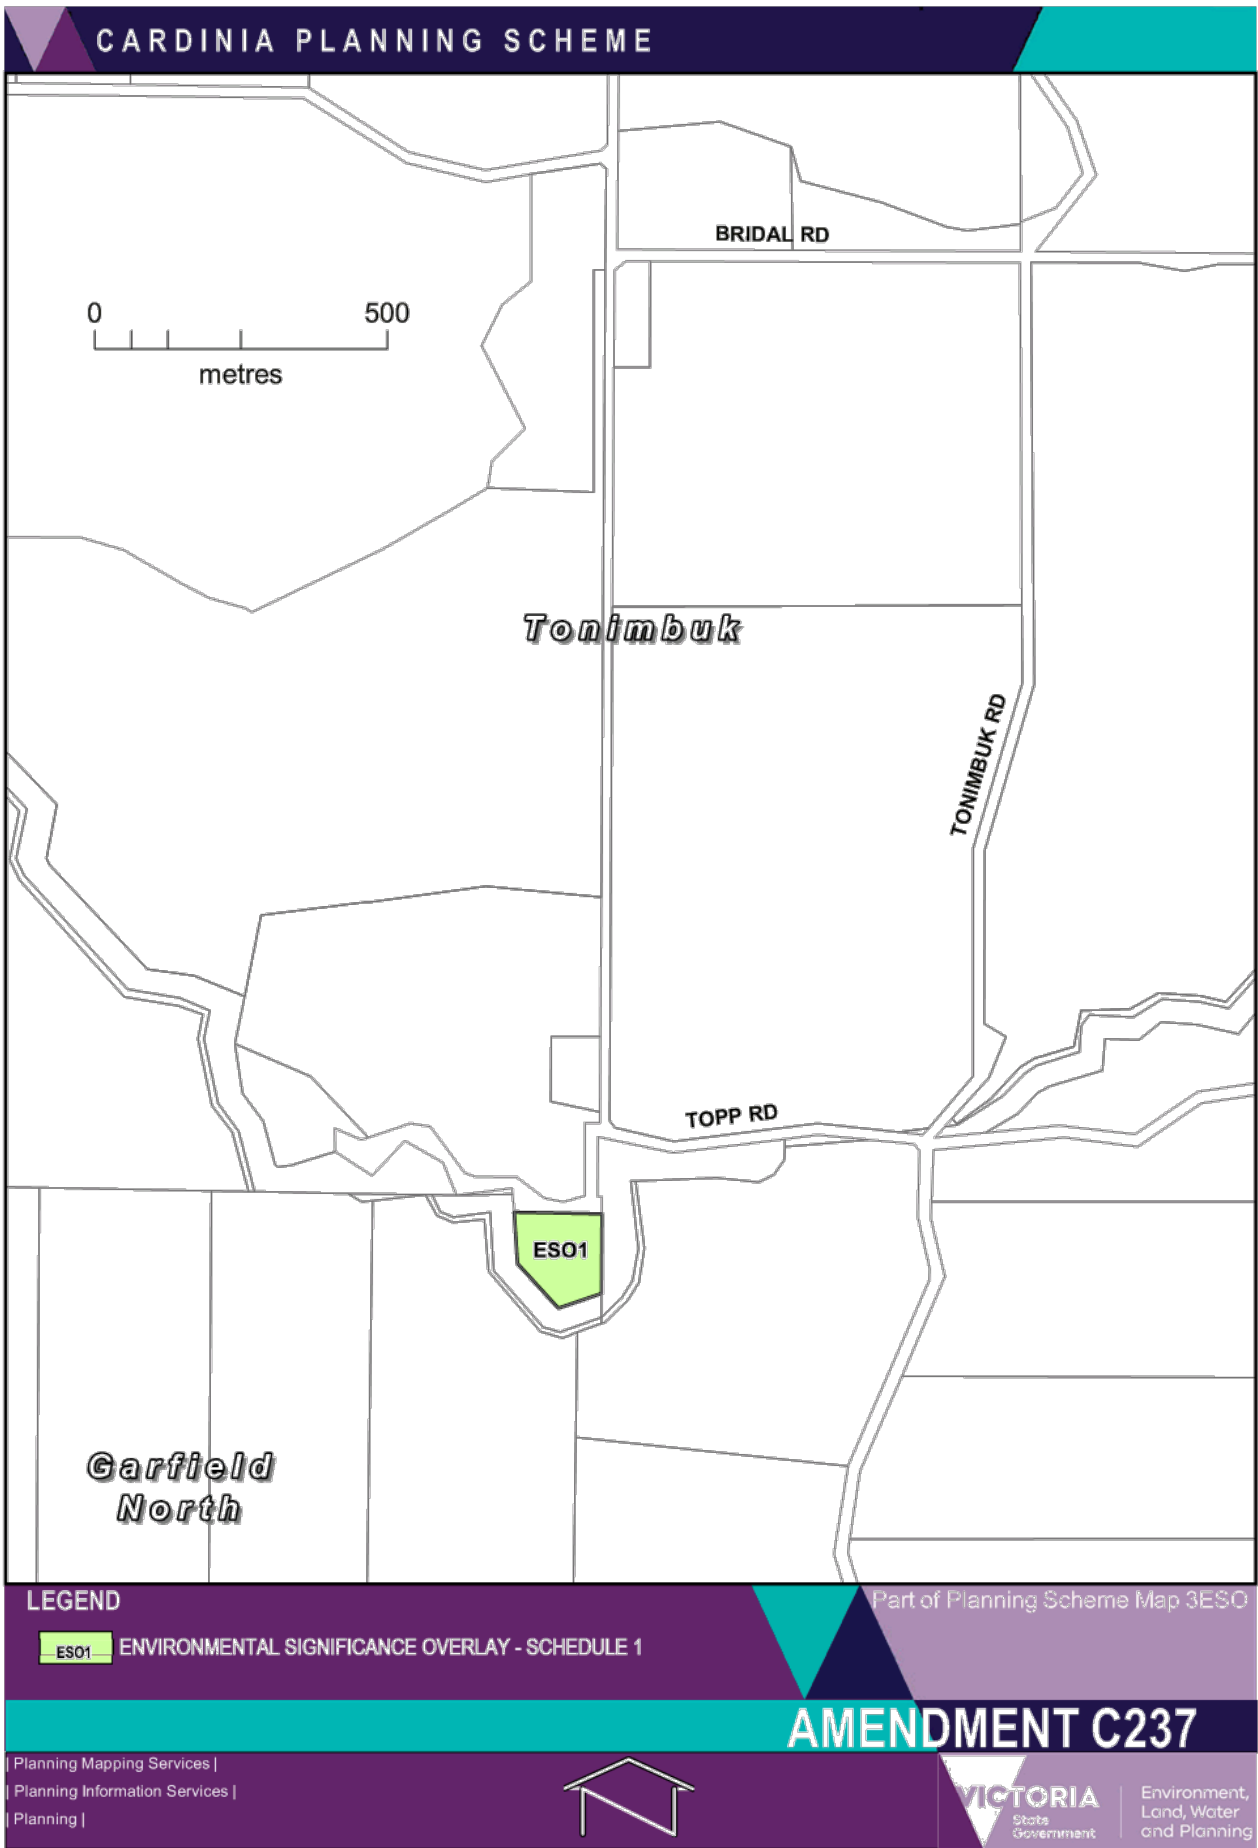 CARDINIA PLANNING SCHEME
BRIDAL RD
0 500
metres
Tonimbuk
TONIMBUK RD
TOPP RD
ESO1
Garfield
North
LEGEND
Part of Planning Scheme Map 3ESO
ESO1 ENVIRONMENTAL SIGNIFICANCE OVERLAY - SCHEDULE 1
AMENDMENT C237
| Planning Mapping Services |
| Planning Information Services |
| Planning |
VICTORIA
State
Government
Environment,
Land, Water
and Planning